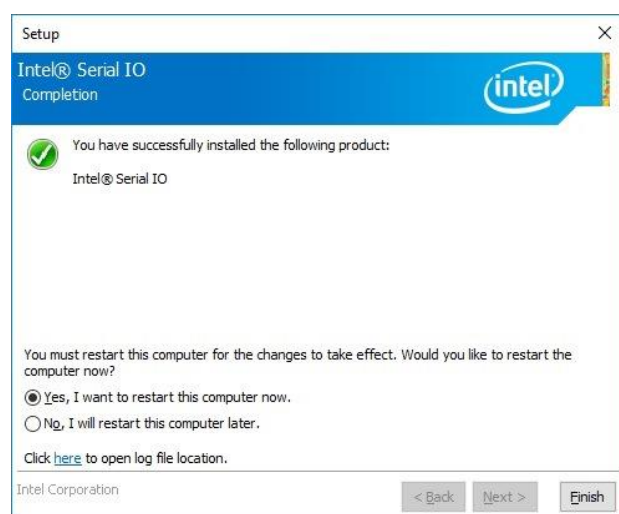 Setup
Intel® Serial IO
Completion
intel
You have successfully installed the following product:
Intel® Serial IO
You must restart this computer for the changes to take effect. Would you like to restart the
computer now?
Yes, I want to restart this computer now.
No, I will restart this computer later.
Click here to open log file location.
Intel Corporation
< Back Next > Finish